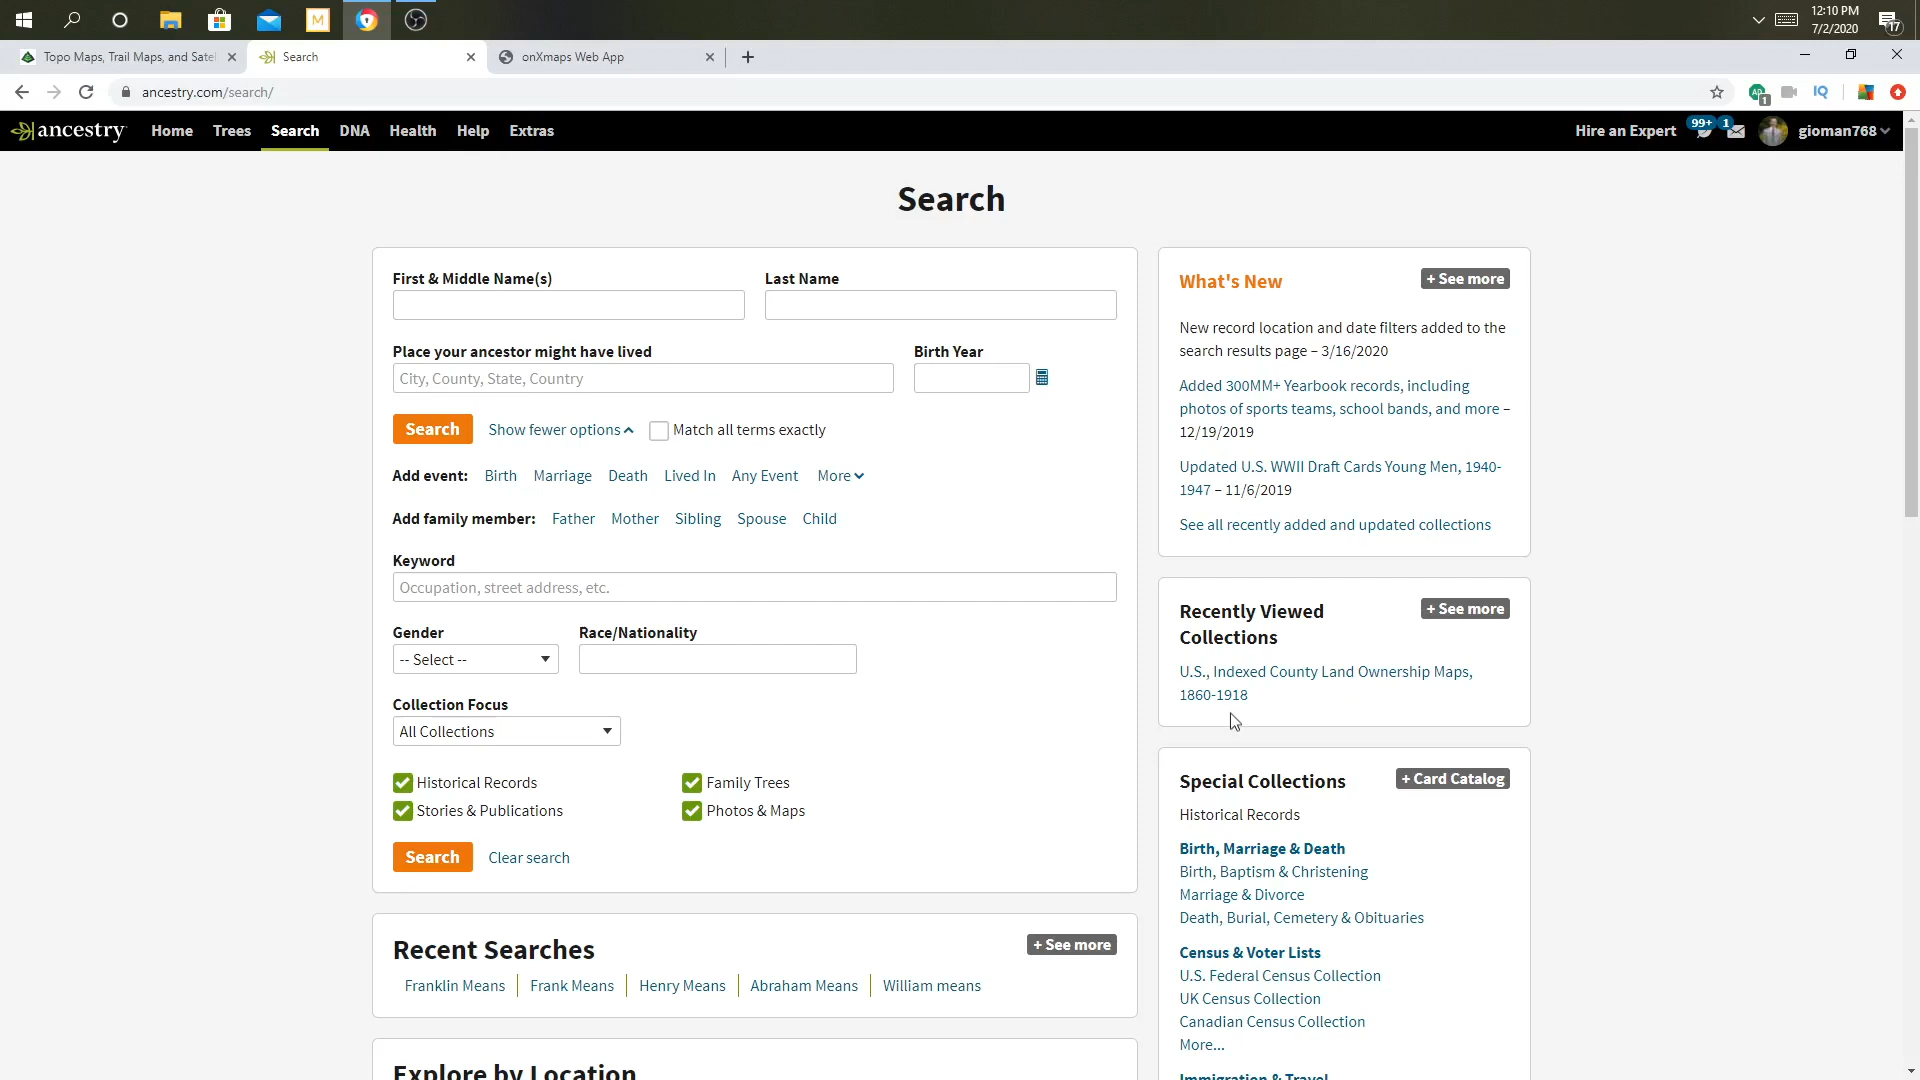 12:10 PM
7/2/2020
17
Topo Maps, Trail Maps, and Satel
Search
onXmaps Web App
ancestry.com/search/
1
IQ
ancestry
Home
Trees
Search
DNA
Health
Help
Extras
Hire an Expert
99+
1
gioman768
Search
First & Middle Name(s)
Last Name
Place your ancestor might have lived
Birth Year
City, County, State, Country
Search
Show fewer options
Match all terms exactly
Add event: Birth Marriage Death Lived In Any Event More
Add family member: Father Mother Sibling Spouse Child
Keyword
Occupation, street address, etc.
Gender
Race/Nationality
-- Select --
Collection Focus
All Collections
Historical Records
Family Trees
Stories & Publications
Photos & Maps
Search
Clear search
Recent Searches
+ See more
Franklin Means
Frank Means
Henry Means
Abraham Means
William means
Explore by Location
What's New
+ See more
New record location and date filters added to the
search results page – 3/16/2020
Added 300MM+ Yearbook records, including
photos of sports teams, school bands, and more –
12/19/2019
Updated U.S. WWII Draft Cards Young Men, 1940-
1947 – 11/6/2019
See all recently added and updated collections
Recently Viewed
Collections
+ See more
U.S., Indexed County Land Ownership Maps,
1860-1918
Special Collections
+ Card Catalog
Historical Records
Birth, Marriage & Death
Birth, Baptism & Christening
Marriage & Divorce
Death, Burial, Cemetery & Obituaries
Census & Voter Lists
U.S. Federal Census Collection
UK Census Collection
Canadian Census Collection
More...
Immigration & Travel